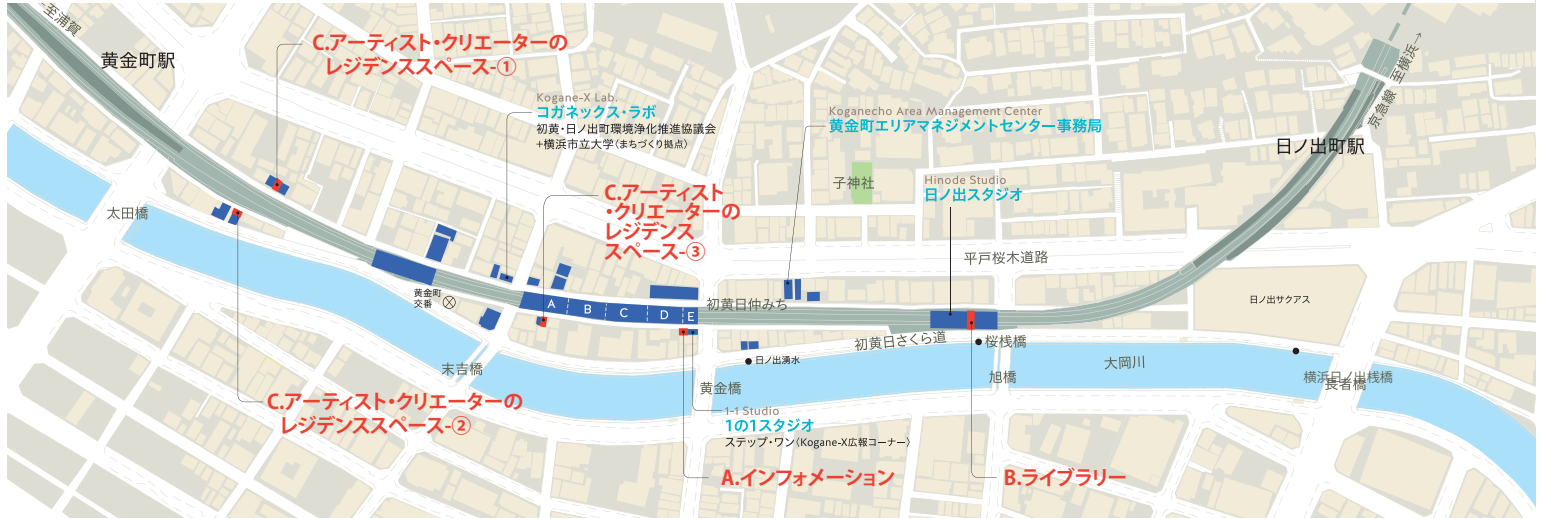 至浦賀
黄金町駅
C.アーティスト・クリエーターの
レジデンススペース-①
Kogane-X Lab.
コガネックス・ラボ
初黄・日ノ出町環境浄化推進協議会
+横浜市立大学〈まちづくり拠点〉
Koganecho Area Management Center
黄金町エリアマネジメントセンター事務局
京急線 至横浜→
日ノ出町駅
子神社
Hinode Studio
日ノ出スタジオ
C.アーティスト
・クリエーターの
レジデンス
スペース-③
太田橋
平戸桜木道路
黄金町
交番
A
B
C
D
E
初黄日仲みち
日ノ出サクアス
初黄日さくら道
桜桟橋
日ノ出湧水
末吉橋
黄金橋
旭橋
大岡川
横浜日ノ出桟橋
長者橋
C.アーティスト・クリエーターの
レジデンススペース-②
1-1 Studio
1の1スタジオ
ステップ・ワン〈Kogane-X広報コーナー〉
A.インフォメーション
B.ライブラリー